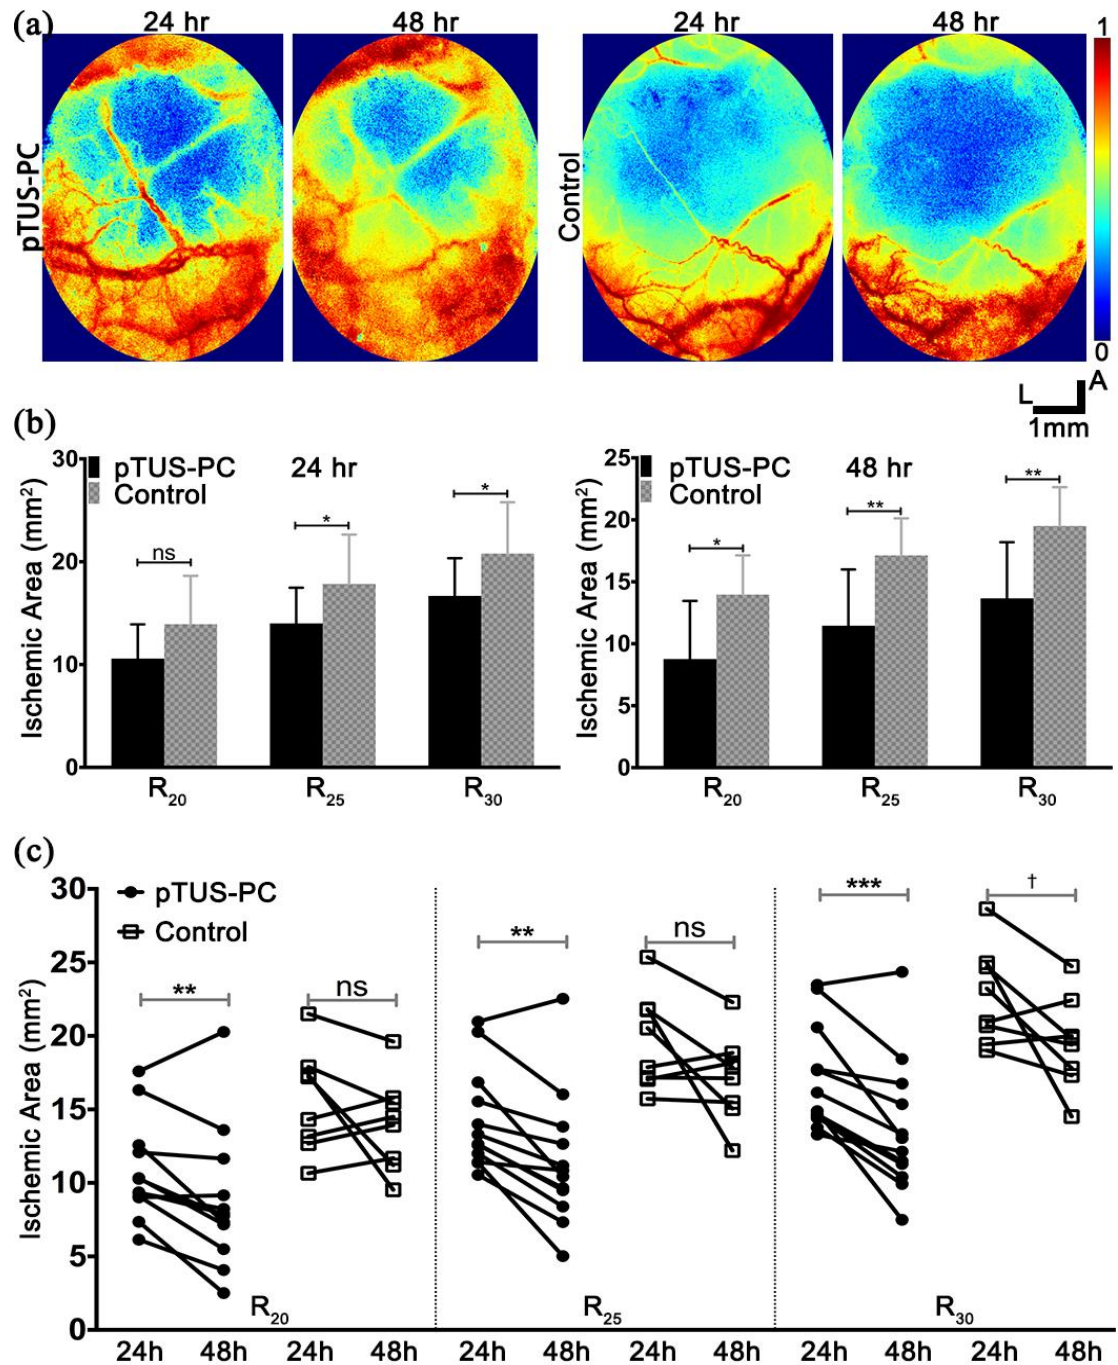 (a)
24 hr
48 hr
24 hr
48 hr
pTUS-PC
Control
1
0
A
L
1mm
(b)
Ischemic Area (mm²)
30
20
10
0
pTUS-PC
Control
24 hr
ns
*
*
R₂₀
R₂₅
R₃₀
Ischemic Area (mm²)
25
20
15
10
5
0
pTUS-PC
Control
48 hr
*
**
**
R₂₀
R₂₅
R₃₀
(c)
Ischemic Area (mm²)
30
25
20
15
10
5
0
pTUS-PC
Control
**
ns
**
ns
***
†
R₂₀
R₂₅
R₃₀
24h 48h 24h 48h 24h 48h 24h 48h 24h 48h 24h 48h